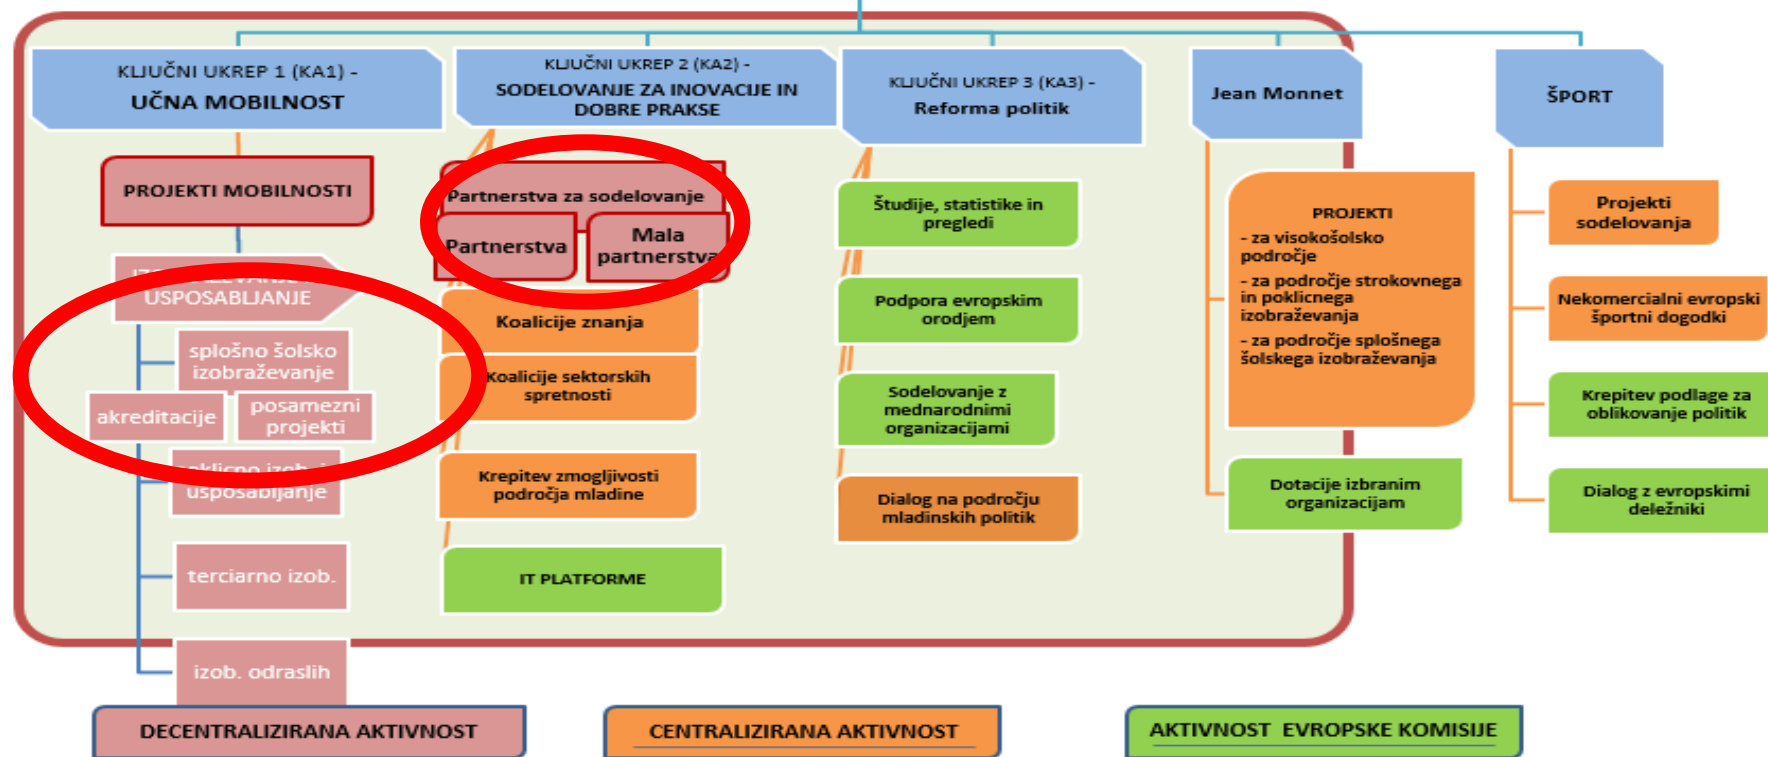 KLJUČNI UKREP 1 (KA1) -
UČNA MOBILNOST
PROJEKTI MOBILNOSTI
USPOSABLJANJE
splošno šolsko
izobraževanje
akreditacije
posamezni
projekti
usposabljanje
terciarno izob.
izob. odraslih
KLJUČNI UKREP 2 (KA2) -
SODELOVANJE ZA INOVACIJE IN
DOBRE PRAKSE
Partnerstva za sodelovanje
Partnerstva
Mala
partnerstva
Koalicije znanja
Koalicije sektorskih
spretnosti
Krepitev zmogljivosti
področja mladine
IT PLATFORME
KLJUČNI UKREP 3 (KA3) -
Reforma politik
Študije, statistike in
pregledi
Podpora evropskim
orodjem
Sodelovanje z
mednarodnimi
organizacijami
Dialog na področju
mladinskih politik
Jean Monnet
PROJEKTI
- za visokošolsko
področje
- za področje strokovnega
in poklicnega
izobraževanja
- za področje splošnega
šolskega izobraževanja
Dotacije izbranim
organizacijam
ŠPORT
Projekti
sodelovanja
Nekomercialni evropski
športni dogodki
Krepitev podlage za
oblikovanje politik
Dialog z evropskimi
deležniki
DECENTRALIZIRANA AKTIVNOST
CENTRALIZIRANA AKTIVNOST
AKTIVNOST EVROPSKE KOMISIJE